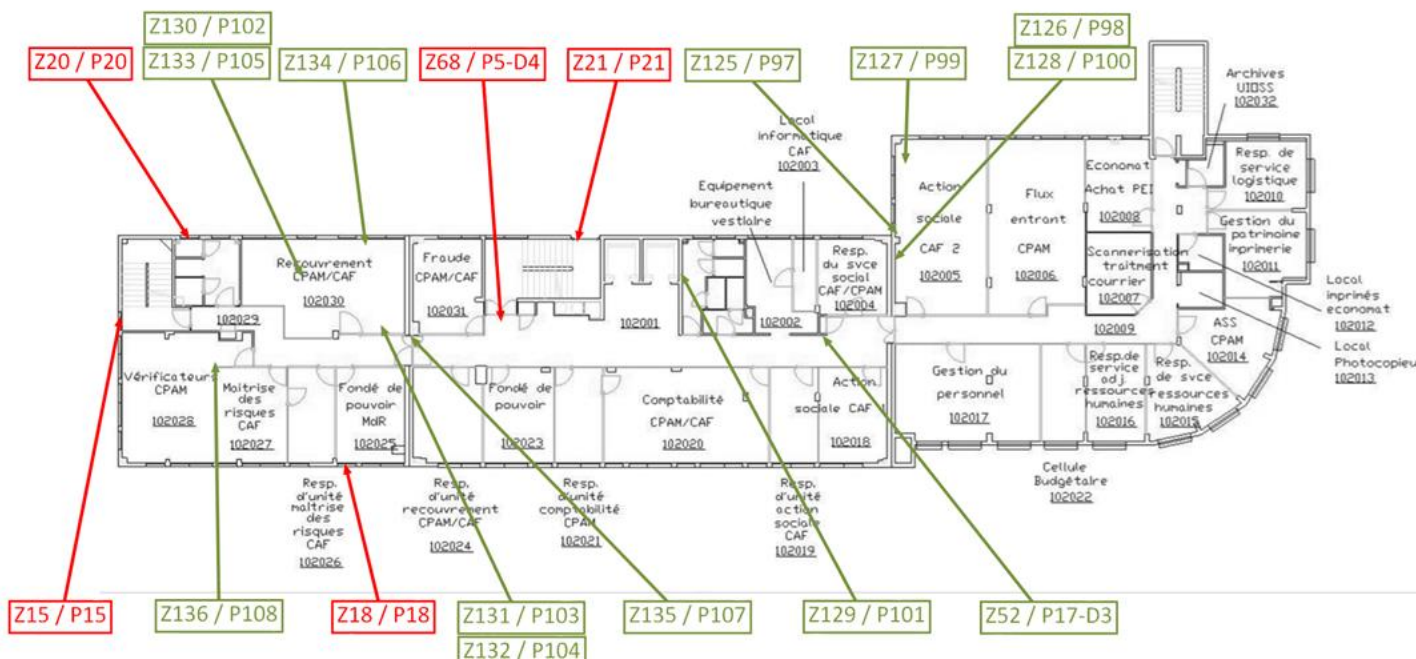 Z130 / P102
Z126 / P98
Z20 / P20
Z133 / P105
Z134 / P106
Z68 / P5-D4
Z21 / P21
Z125 / P97
Z127 / P99
Z128 / P100
Archives
UIOSS
102032
Local
informatique
CAF
102003
Equipement
bureautique
vestiaire
Action
sociale
CAF 2
102005
Flux
entrant
CPAM
102006
Economat
Achat PEI
102008
Resp. de
service
logistique
102010
Gestion du
patrimoine
imprimerie
102011
Scannerisation
traitement
courrier
102007
Recouvrement
CPAM/CAF
102030
Fraude
CPAM/CAF
102031
Resp.
du svce
social
CAF/CPAM
102004
102029
102001
102002
102009
Local
imprimés
economat
102012
ASS
CPAM
102014
Local
Photocopieu
102013
Vérificateurs
CPAM
102028
Maitrise
des
risques
CAF
102027
Fondé de
pouvoir
MdR
102025
Fondé de
pouvoir
102023
Comptabilité
CPAM/CAF
102020
Action
sociale CAF
102018
Gestion du
personnel
102017
Resp.de
service
adj.
ressources
humaines
102016
Resp.
de svce
ressources
humaines
102015
Resp.
d'unité
maîtrise
des
risques
CAF
102026
Resp.
d'unité
recouvrement
CPAM/CAF
102024
Resp.
d'unité
comptabilité
CPAM
102021
Resp.
d'unité
action
sociale
CAF
102019
Cellule
Budgétaire
102022
Z15 / P15
Z136 / P108
Z18 / P18
Z131 / P103
Z132 / P104
Z135 / P107
Z129 / P101
Z52 / P17-D3